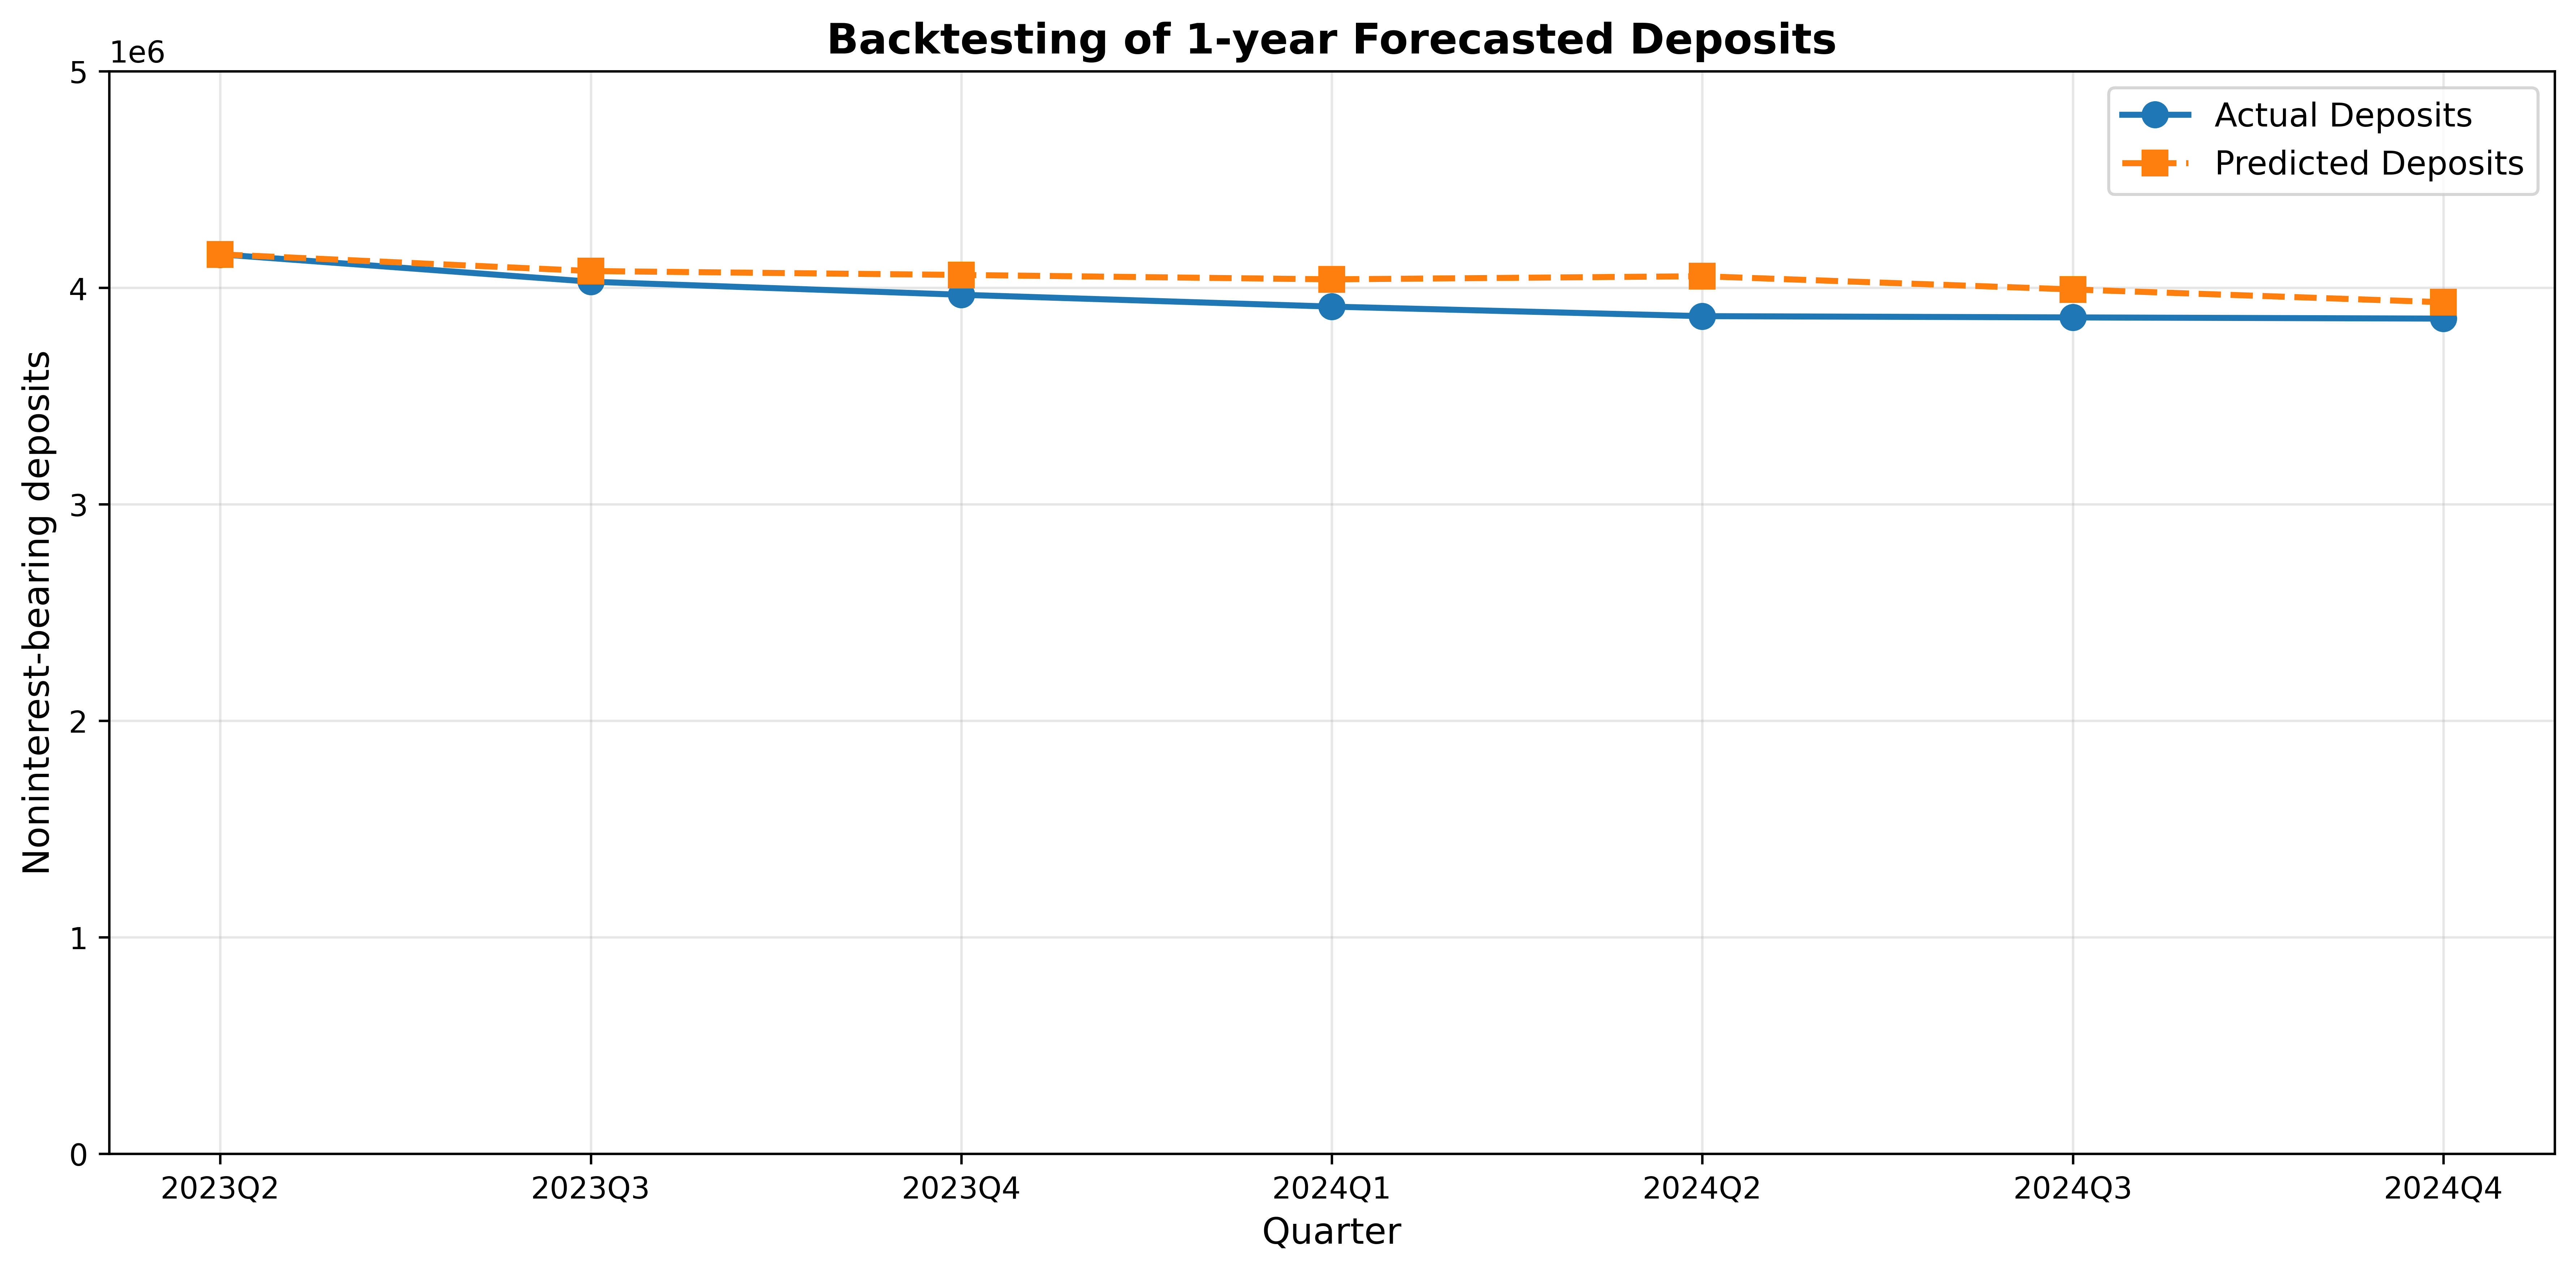 Backtesting of 1-year Forecasted Deposits
1e6
5
4
3
2
1
0
Noninterest-bearing deposits
Actual Deposits
Predicted Deposits
2023Q2 2023Q3 2023Q4 2024Q1 2024Q2 2024Q3 2024Q4
Quarter